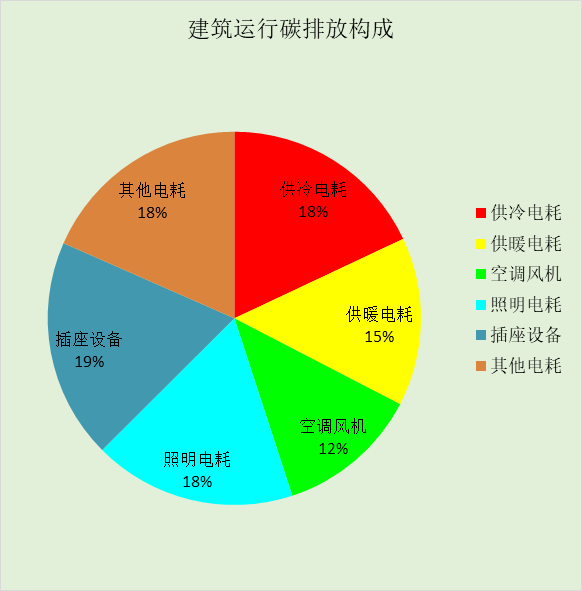 建筑运行碳排放构成
其他电耗
18%
供冷电耗
18%
供暖电耗
15%
插座设备
19%
空调风机
12%
照明电耗
18%
供冷电耗
供暖电耗
空调风机
照明电耗
插座设备
其他电耗